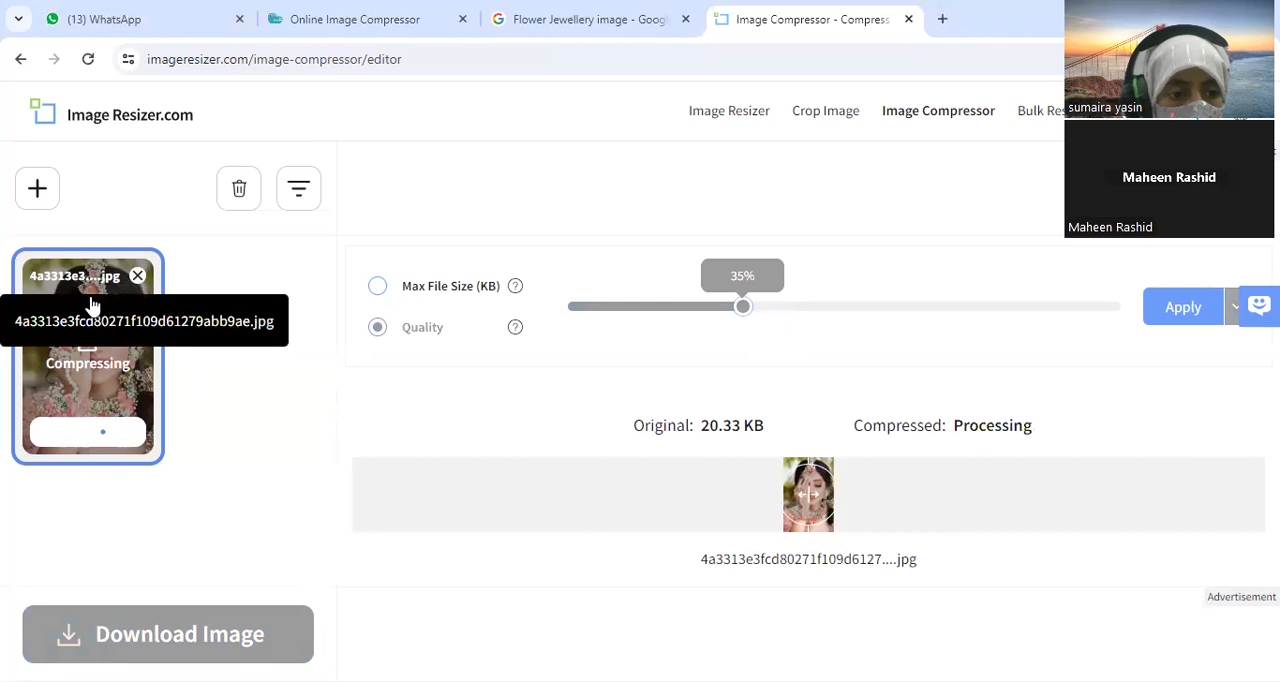 (13) WhatsApp
Online Image Compressor
Flower Jewellery image - Goog
Image Compressor - Compress
imageresizer.com/image-compressor/editor
Image Resizer.com
Image Resizer
Crop Image
Image Compressor
Bulk Res
sumaira yasin
Maheen Rashid
Maheen Rashid
4a3313e3....jpg
4a3313e3fcd80271f109d61279abb9ae.jpg
Compressing
35%
Max File Size (KB)
Quality
Apply
Original: 20.33 KB
Compressed: Processing
4a3313e3fcd80271f109d6127....jpg
Advertisement
Download Image